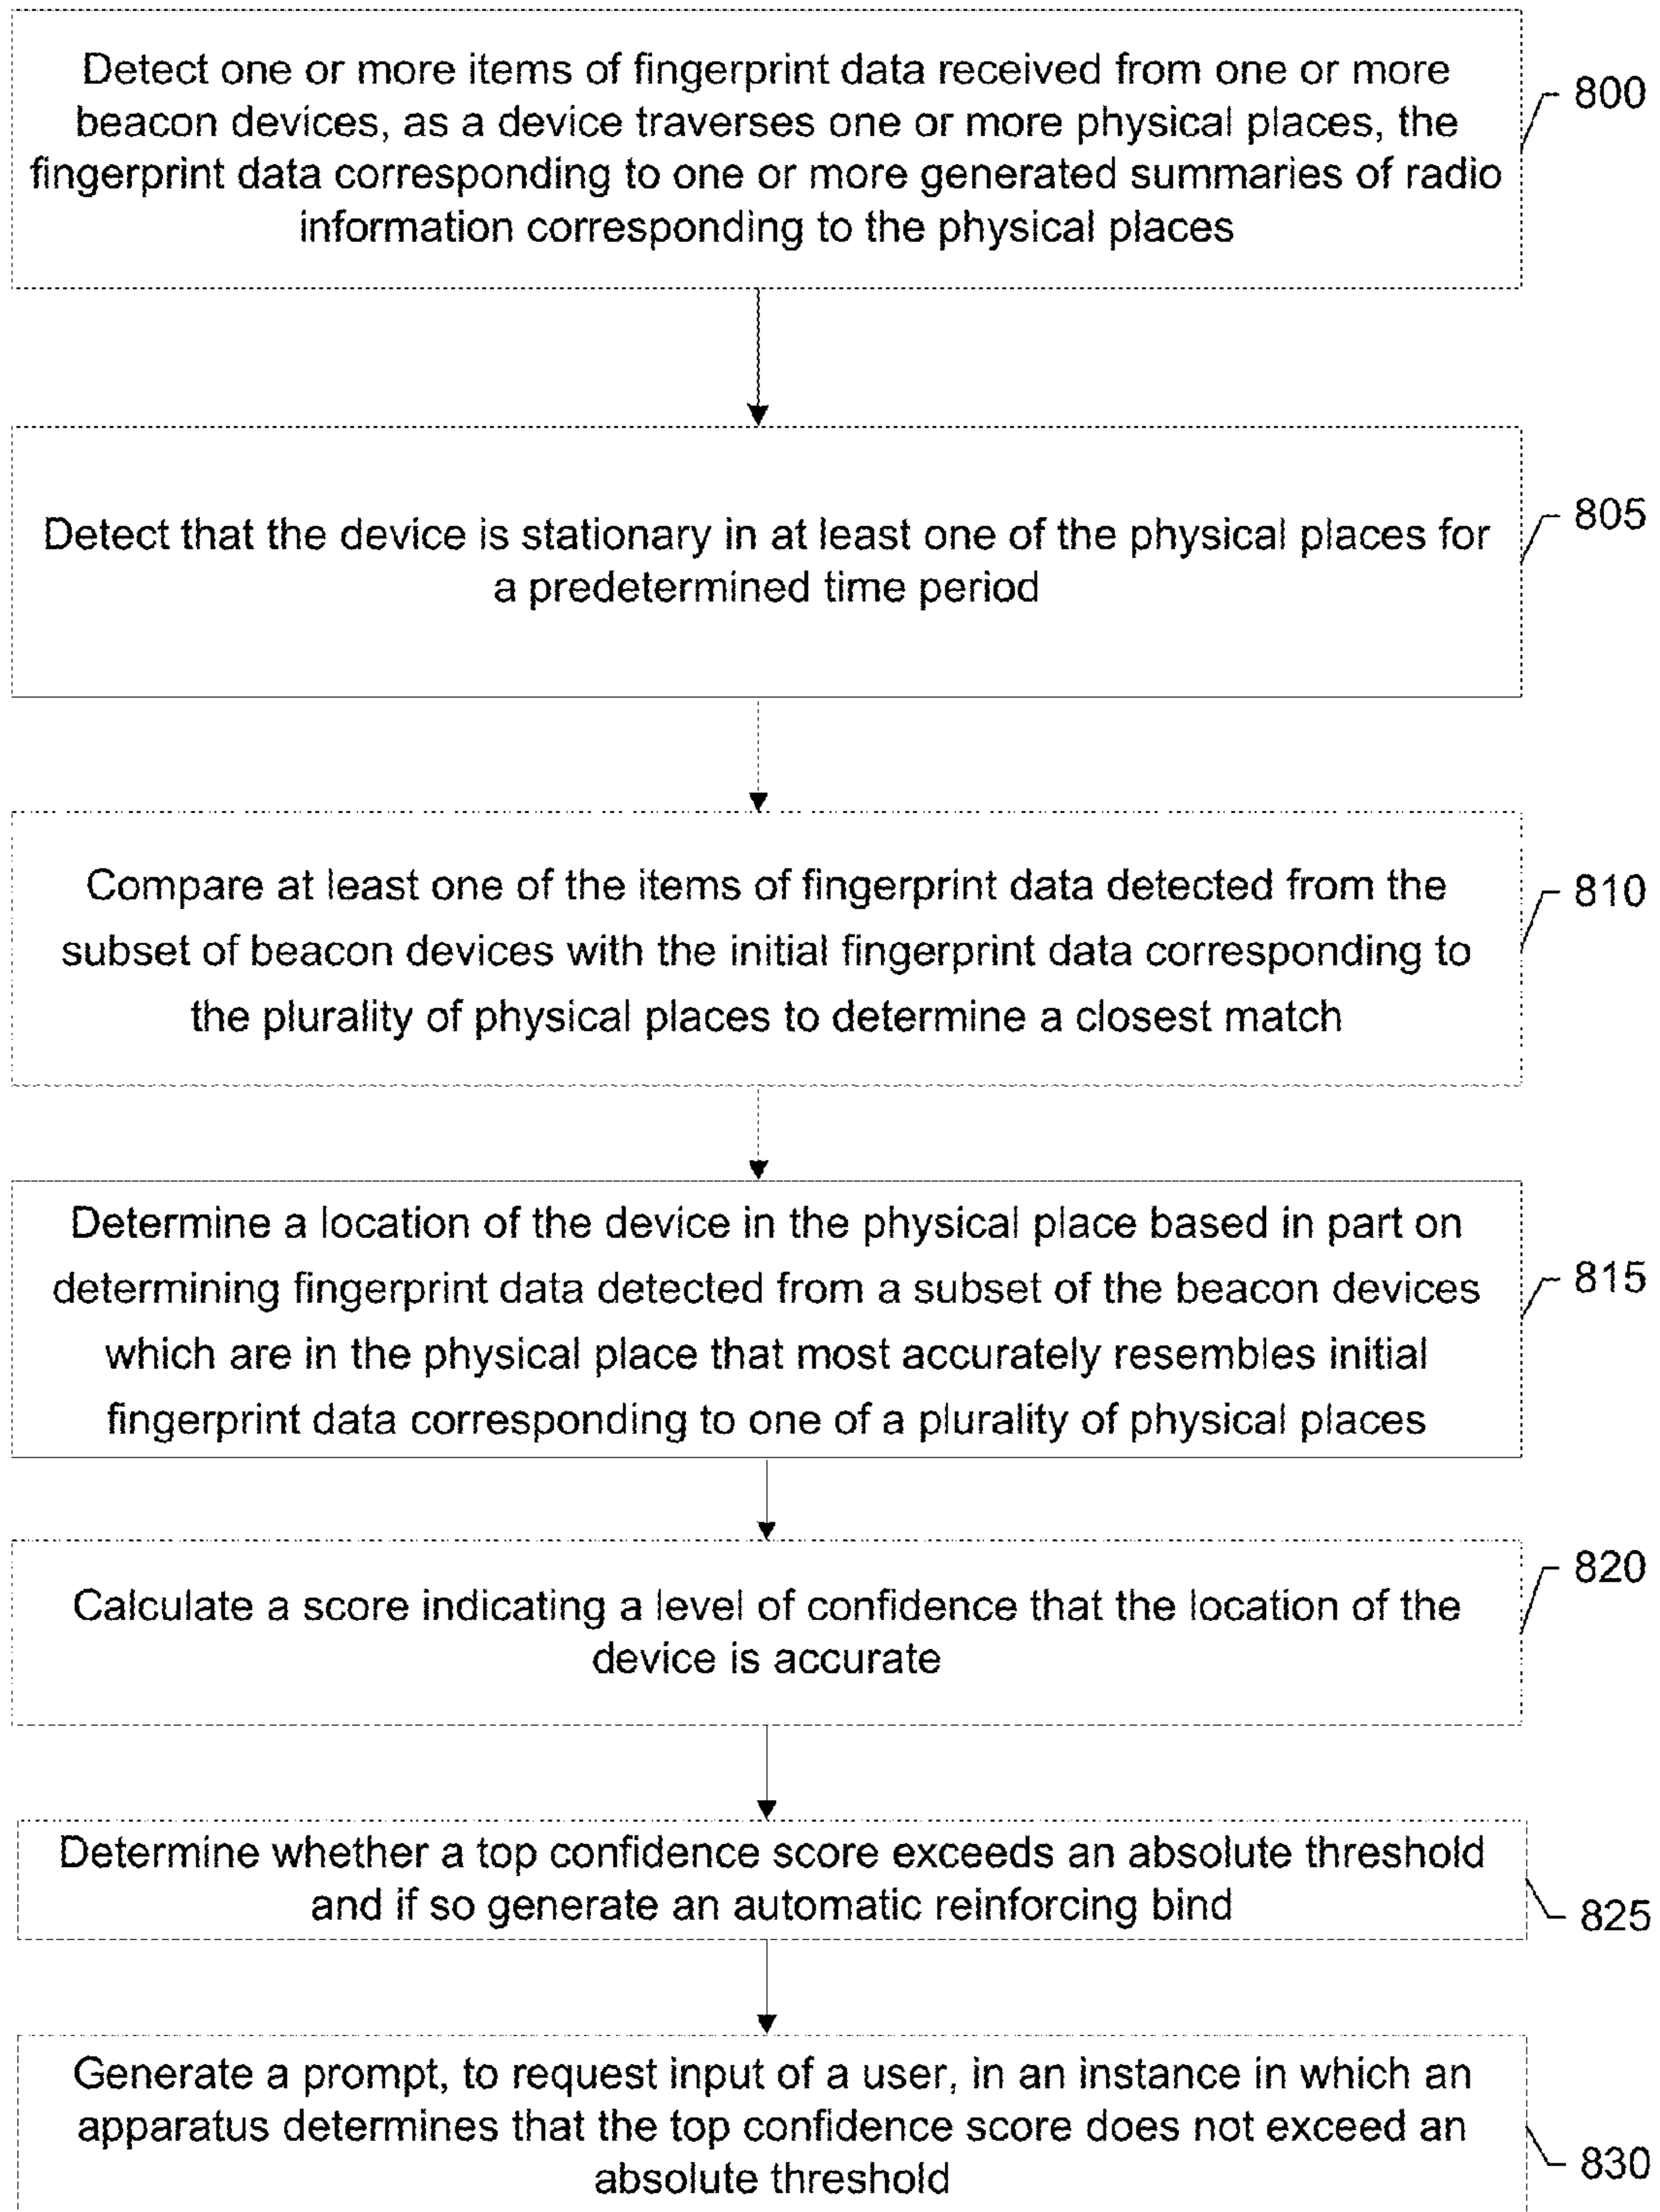 Detect one or more items of fingerprint data received from one or more
beacon devices, as a device traverses one or more physical places, the
fingerprint data corresponding to one or more generated summaries of radio
information corresponding to the physical places
800
Detect that the device is stationary in at least one of the physical places for
a predetermined time period
805
Compare at least one of the items of fingerprint data detected from the
subset of beacon devices with the initial fingerprint data corresponding to
the plurality of physical places to determine a closest match
810
Determine a location of the device in the physical place based in part on
determining fingerprint data detected from a subset of the beacon devices
which are in the physical place that most accurately resembles initial
fingerprint data corresponding to one of a plurality of physical places
815
Calculate a score indicating a level of confidence that the location of the
device is accurate
820
Determine whether a top confidence score exceeds an absolute threshold
and if so generate an automatic reinforcing bind
825
Generate a prompt, to request input of a user, in an instance in which an
apparatus determines that the top confidence score does not exceed an
absolute threshold
830